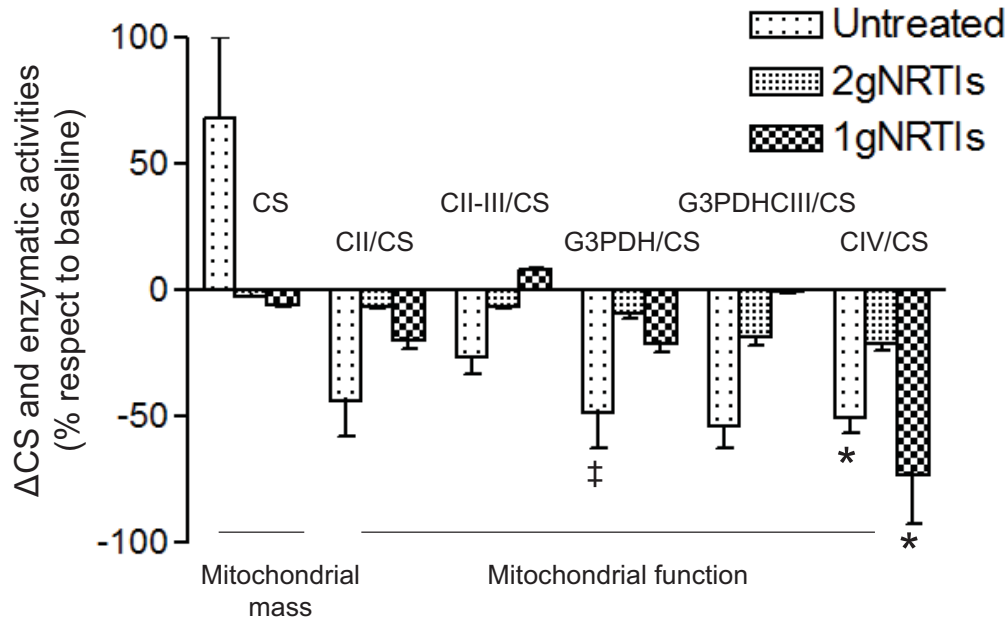 ΔCS and enzymatic activities
(% respect to baseline)
100
50
0
-50
-100
Untreated
2gNRTIs
1gNRTIs
CS
CII/CS
CII-III/CS
G3PDH/CS
G3PDHCIII/CS
CIV/CS
‡
*
*
Mitochondrial
mass
Mitochondrial function